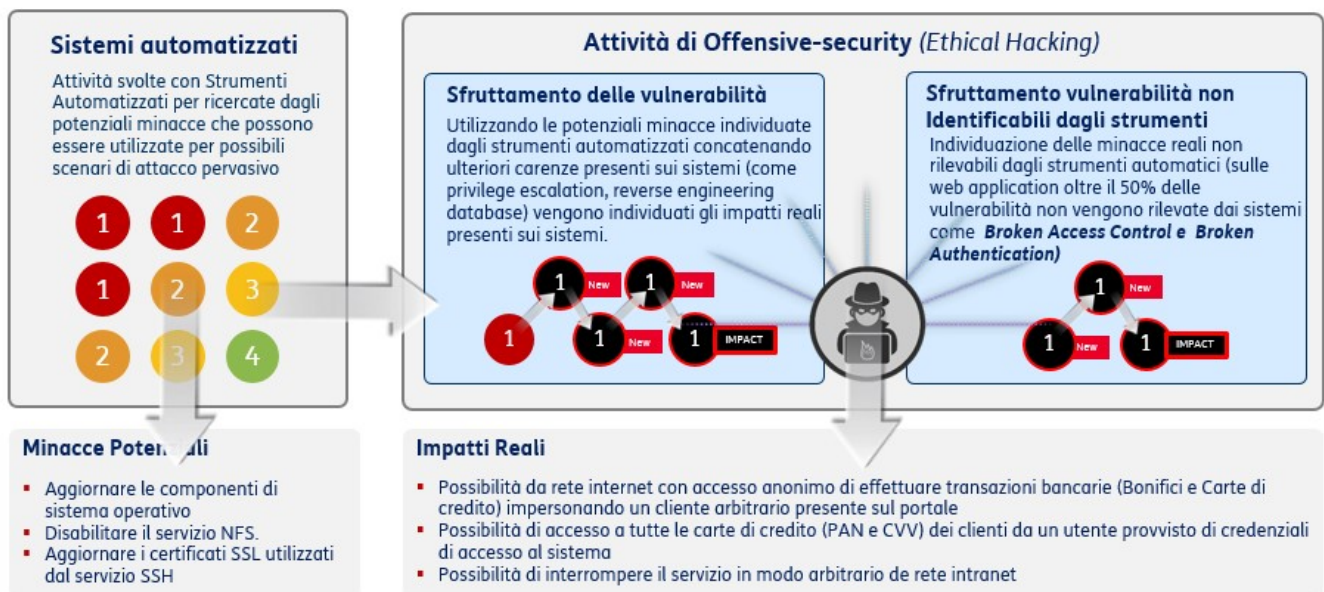 Sistemi automatizzati
Attività svolte con Strumenti
Automatizzati per ricercate dagli
potenziali minacce che possono
essere utilizzate per possibili
scenari di attacco pervasivo
1 1 2
1 2 3
2 3 4
Attività di Offensive-security (Ethical Hacking)
Sfruttamento delle vulnerabilità
Utilizzando le potenziali minacce individuate
dagli strumenti automatizzati concatenando
ulteriori carenze presenti sui sistemi (come
privilege escalation, reverse engineering
database) vengono individuati gli impatti reali
presenti sui sistemi.
1 New 1 New
1 1 New 1 IMPACT
Sfruttamento vulnerabilità non
Identificabili dagli strumenti
Individuazione delle minacce reali non
rilevabili dagli strumenti automatici (sulle
web application oltre il 50% delle
vulnerabilità non vengono rilevate dai sistemi
come Broken Access Control e Broken
Authentication)
1 New
1 New 1 IMPACT
Minacce Potenziali
▪ Aggiornare le componenti di
sistema operativo
▪ Disabilitare il servizio NFS.
▪ Aggiornare i certificati SSL utilizzati
dal servizio SSH
Impatti Reali
▪ Possibilità da rete internet con accesso anonimo di effettuare transazioni bancarie (Bonifici e Carte di
credito) impersonando un cliente arbitrario presente sul portale
▪ Possibilità di accesso a tutte le carte di credito (PAN e CVV) dei clienti da un utente provvisto di credenziali
di accesso al sistema
▪ Possibilità di interrompere il servizio in modo arbitrario de rete intranet